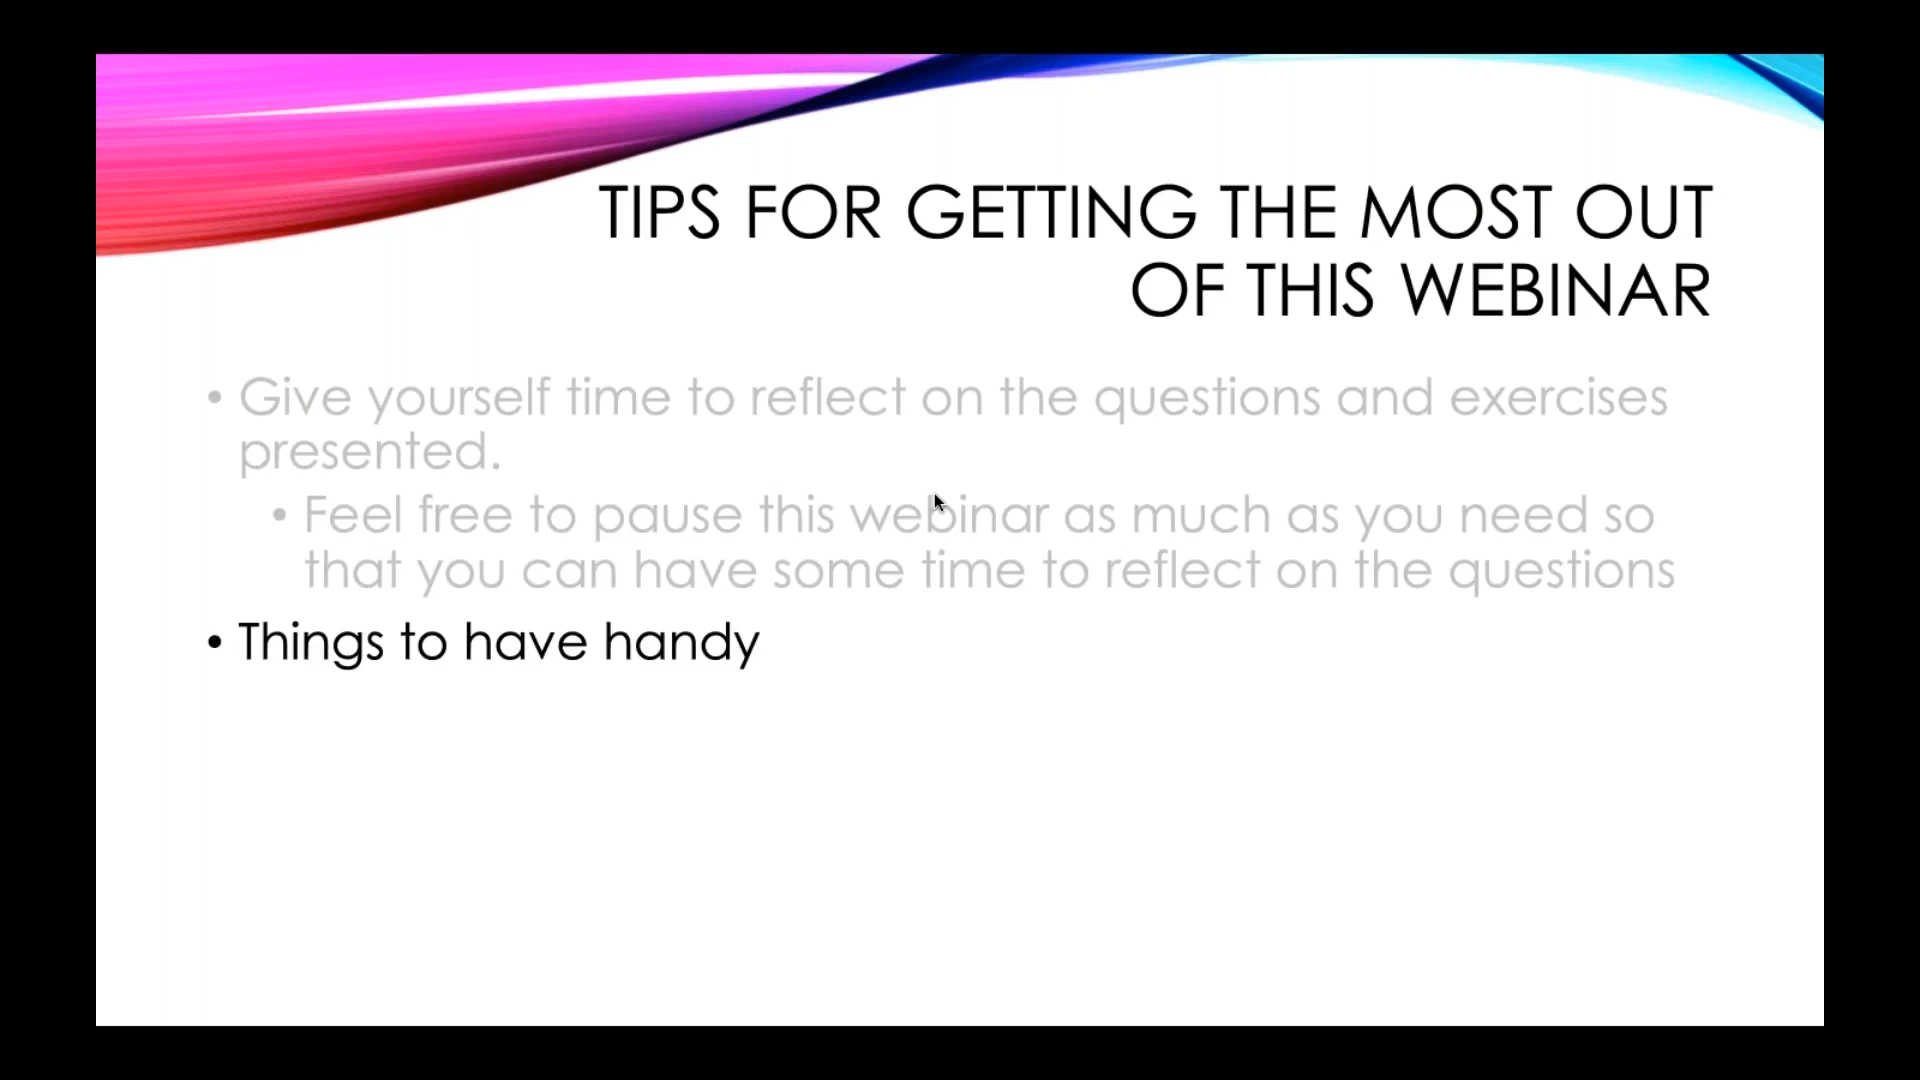 TIPS FOR GETTING THE MOST OUT
OF THIS WEBINAR
• Give yourself time to reflect on the questions and exercises
presented.
• Feel free to pause this webinar as much as you need so
that you can have some time to reflect on the questions
• Things to have handy